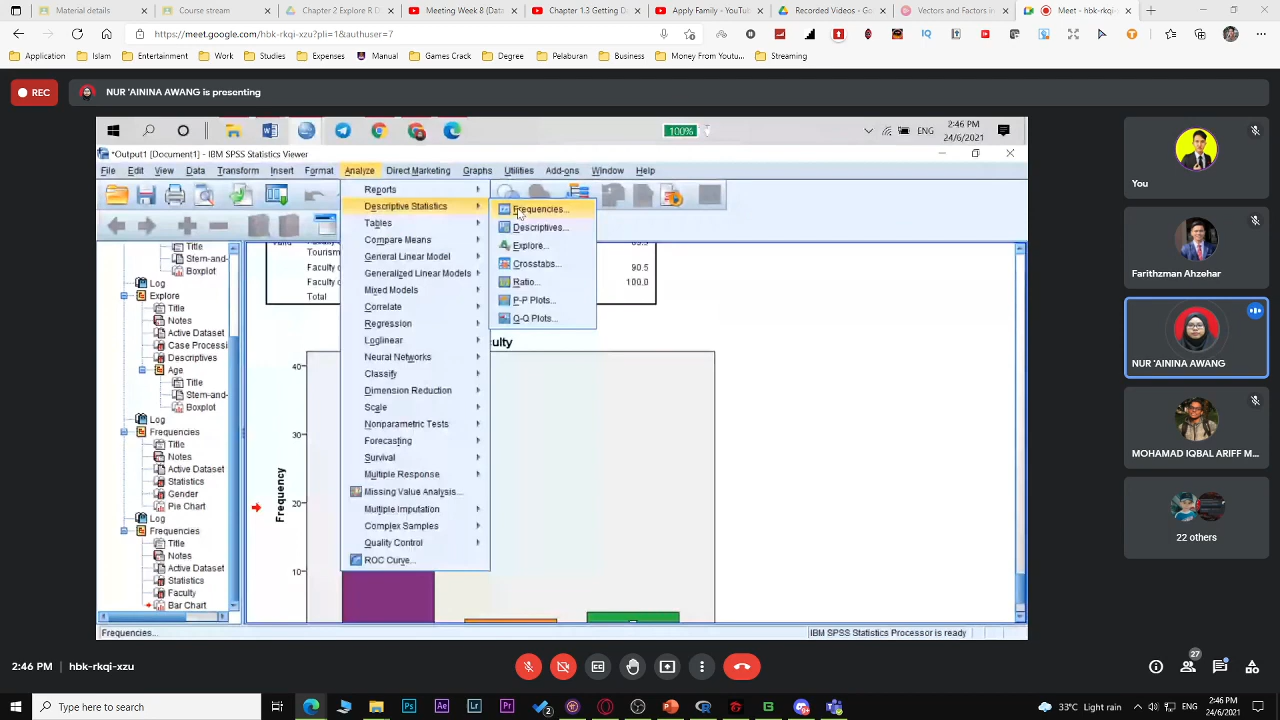 Material details
Course stream
Chapter 2 Explore R D
Meeting Week 8 (Data
Chapter 1.3 Getting Da
Apply Family - YouTu
Recorded Videos - Go
Vectors and Factors in
Meet - hbk-rkqi-x
https://meet.google.com/hbk-rkqi-xzu?pli=1&authuser=7
Apps
Islam
Entertainment
Work
Studies
Expenses
Manual
Games Crack
Degree
Palladium
Business
Money From Youtu...
Streaming
REC
NUR 'AININA AWANG is presenting
100%
ENG
2:46 PM
24/6/2021
*Output1 [Document1] - IBM SPSS Statistics Viewer
File Edit View Data Transform Insert Format Analyze Direct Marketing Graphs Utilities Add-ons Window Help
Reports
Descriptive Statistics
Tables
Compare Means
General Linear Model
Generalized Linear Models
Mixed Models
Correlate
Regression
Loglinear
Neural Networks
Classify
Dimension Reduction
Scale
Nonparametric Tests
Forecasting
Survival
Multiple Response
Missing Value Analysis...
Multiple Imputation
Complex Samples
Quality Control
ROC Curve...
Frequencies...
Descriptives...
Explore...
Crosstabs...
Ratio...
P-P Plots...
Q-Q Plots...
Title
Stem-and-
Boxplot
Log
Explore
Title
Notes
Active Dataset
Case Processi
Descriptives
Age
Title
Stem-and-
Boxplot
Log
Frequencies
Title
Notes
Active Dataset
Statistics
Gender
Pie Chart
Log
Frequencies
Title
Notes
Active Dataset
Statistics
Faculty
Bar Chart
Tourism
Faculty c 90.5
Faculty o 100.0
Total
ulty
40
30
20
10
Frequency
Frequencies...
IBM SPSS Statistics Processor is ready
You
Farithzman Ahzehar
NUR 'AININA AWANG
MOHAMAD IQBAL ARIFF M...
22 others
2:46 PM | hbk-rkqi-xzu
27
Type here to search
33°C Light rain
ENG
2:46 PM
24/6/2021